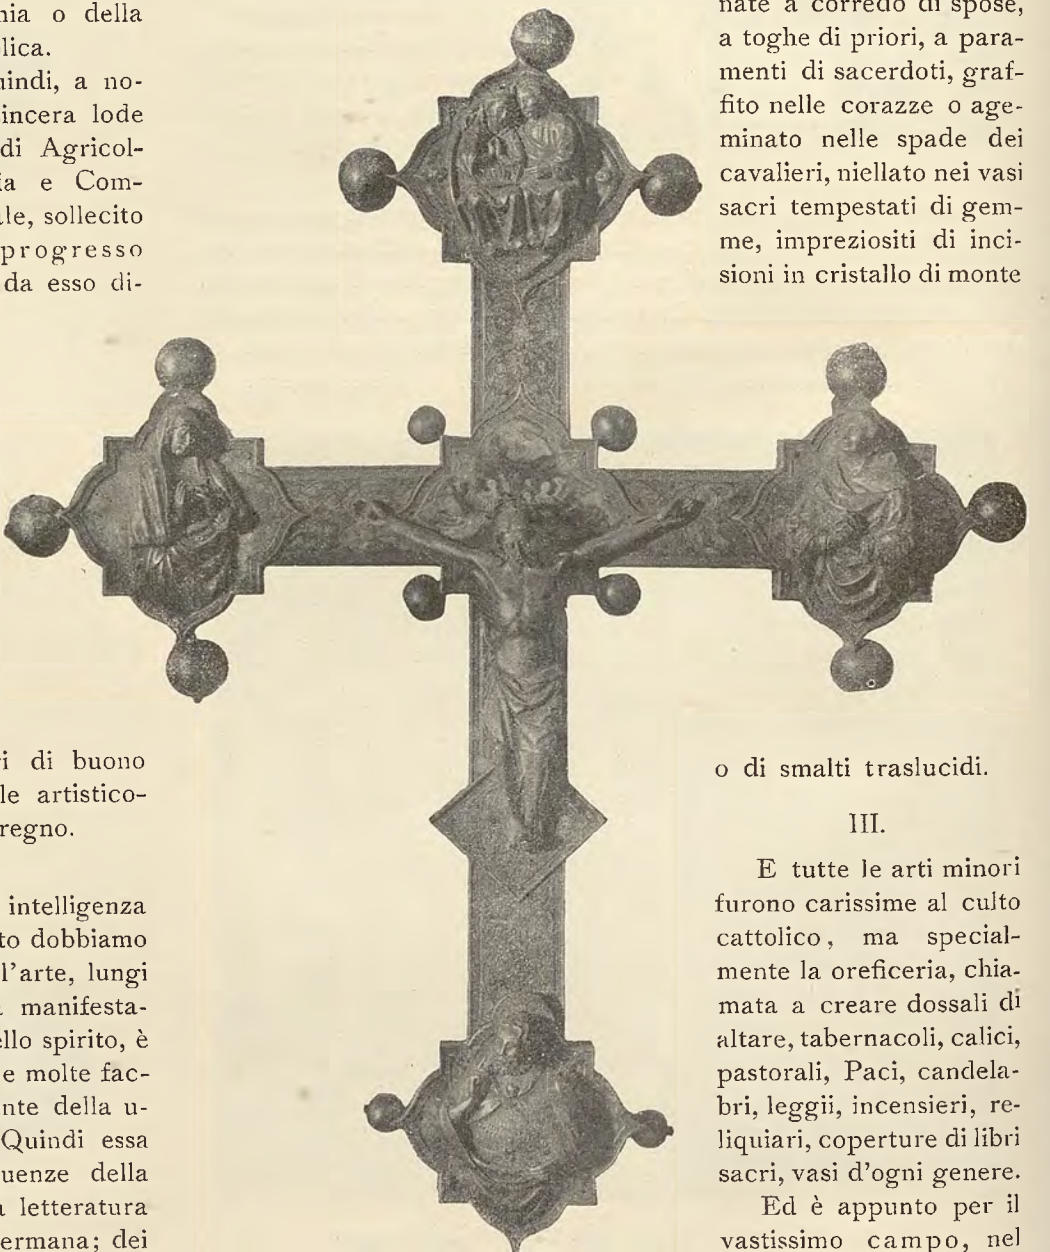 nia o della
lica.
uindi, a no-
incera lode
di Agricol-
ia e Com-
le, sollecito
progresso
da esso di-
ri di buono
le artistico-
regno.
intelligenza
to dobbiamo
l'arte, lungi
manifesta-
ello spirito, è
e molte fac-
nte della u-
Quindi essa
uenze della
letteratura
ermana; dei
nate a corredo di spose,
a toghe di priori, a para-
menti di sacerdoti, graf-
fito nelle corazze o age-
minato nelle spade dei
cavalieri, niellato nei vasi
sacri tempestati di gem-
me, impreziositi di inci-
sioni in cristallo di monte
o di smalti traslucidi.
III.
E tutte le arti minori
furono carissime al culto
cattolico, ma special-
mente la oreficeria, chia-
mata a creare dossali di
altare, tabernacoli, calici,
pastorali, Paci, candela-
bri, leggii, incensieri, re-
liquiari, coperture di libri
sacri, vasi d'ogni genere.
Ed è appunto per il
vastissimo campo, nel